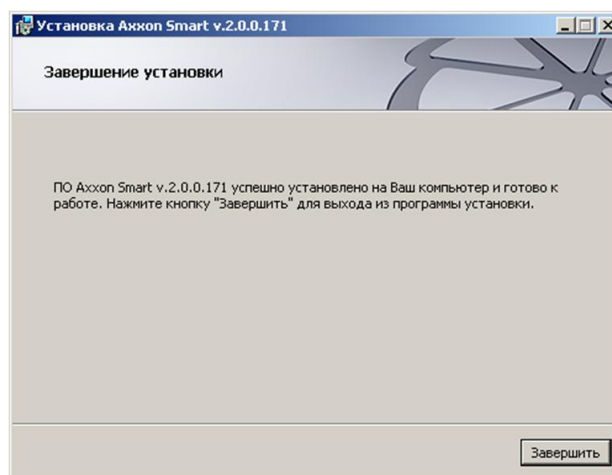 Установка Axxon Smart v.2.0.0.171
Завершение установки
ПО Axxon Smart v.2.0.0.171 успешно установлено на Ваш компьютер и готово к
работе. Нажмите кнопку "Завершить" для выхода из программы установки.
Завершить